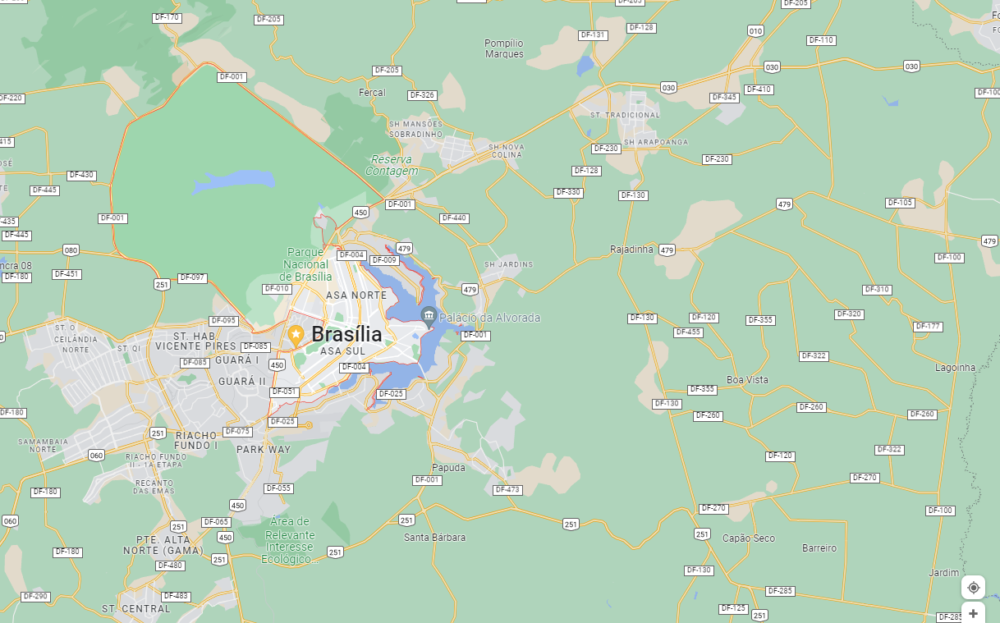 DF-205
DF-205
DF-170
DF-205
DF-128
DF-131
010
DF-110
Pompílio
Marques
030
030
DF-205
DF-001
DF-220
Fercal
DF-326
030
DF-410
DF-345
DF-100
ST. TRADICIONAL
SH MANSÕES
SOBRADINHO
SH ARAPOANGA
DF-230
DF-230
SH NOVA
COLINA
Reserva
Contagem
DF-430
DF-445
DF-128
DF-330
DF-130
DF-001
479
DF-105
450
DF-440
DF-001
DF-445
479
080
479
Rajadinha
479
DF-004
DF-009
Parque
Nacional
de Brasília
SH JARDINS
DF-100
DF-451
DF-180
DF-097
251
DF-010
479
DF-310
ASA NORTE
Palácio da Alvorada
DF-095
DF-130
DF-120
DF-355
DF-320
DF-177
ST. O
CEILÂNDIA
NORTE
ST. QI
ST. HAB.
VICENTE PIRES
DF-085
Brasília
ASA SUL
DF-001
DF-455
DF-085
GUARÁ I
450
DF-004
DF-322
Lagoinha
GUARÁ II
DF-051
DF-025
Boa Vista
DF-355
DF-130
DF-260
DF-260
DF-260
DF-180
DF-025
251
DF-075
RIACHO
FUNDO I
SAMAMBAIA
NORTE
060
PARK WAY
RIACHO FUNDO
II - 1A ETAPA
DF-322
DF-120
Papuda
DF-001
DF-473
RECANTO
DAS EMAS
DF-055
DF-180
DF-270
450
DF-270
DF-100
060
251
DF-065
Área de
Relevante
Interesse
Ecológico...
251
251
450
251
Santa Bárbara
Capão Seco
Barreiro
PTE. ALTA
NORTE (GAMA)
DF-180
251
251
DF-480
DF-130
Jardim
DF-290
DF-483
DF-285
ST. CENTRAL
DF-125
251
DF-285
+